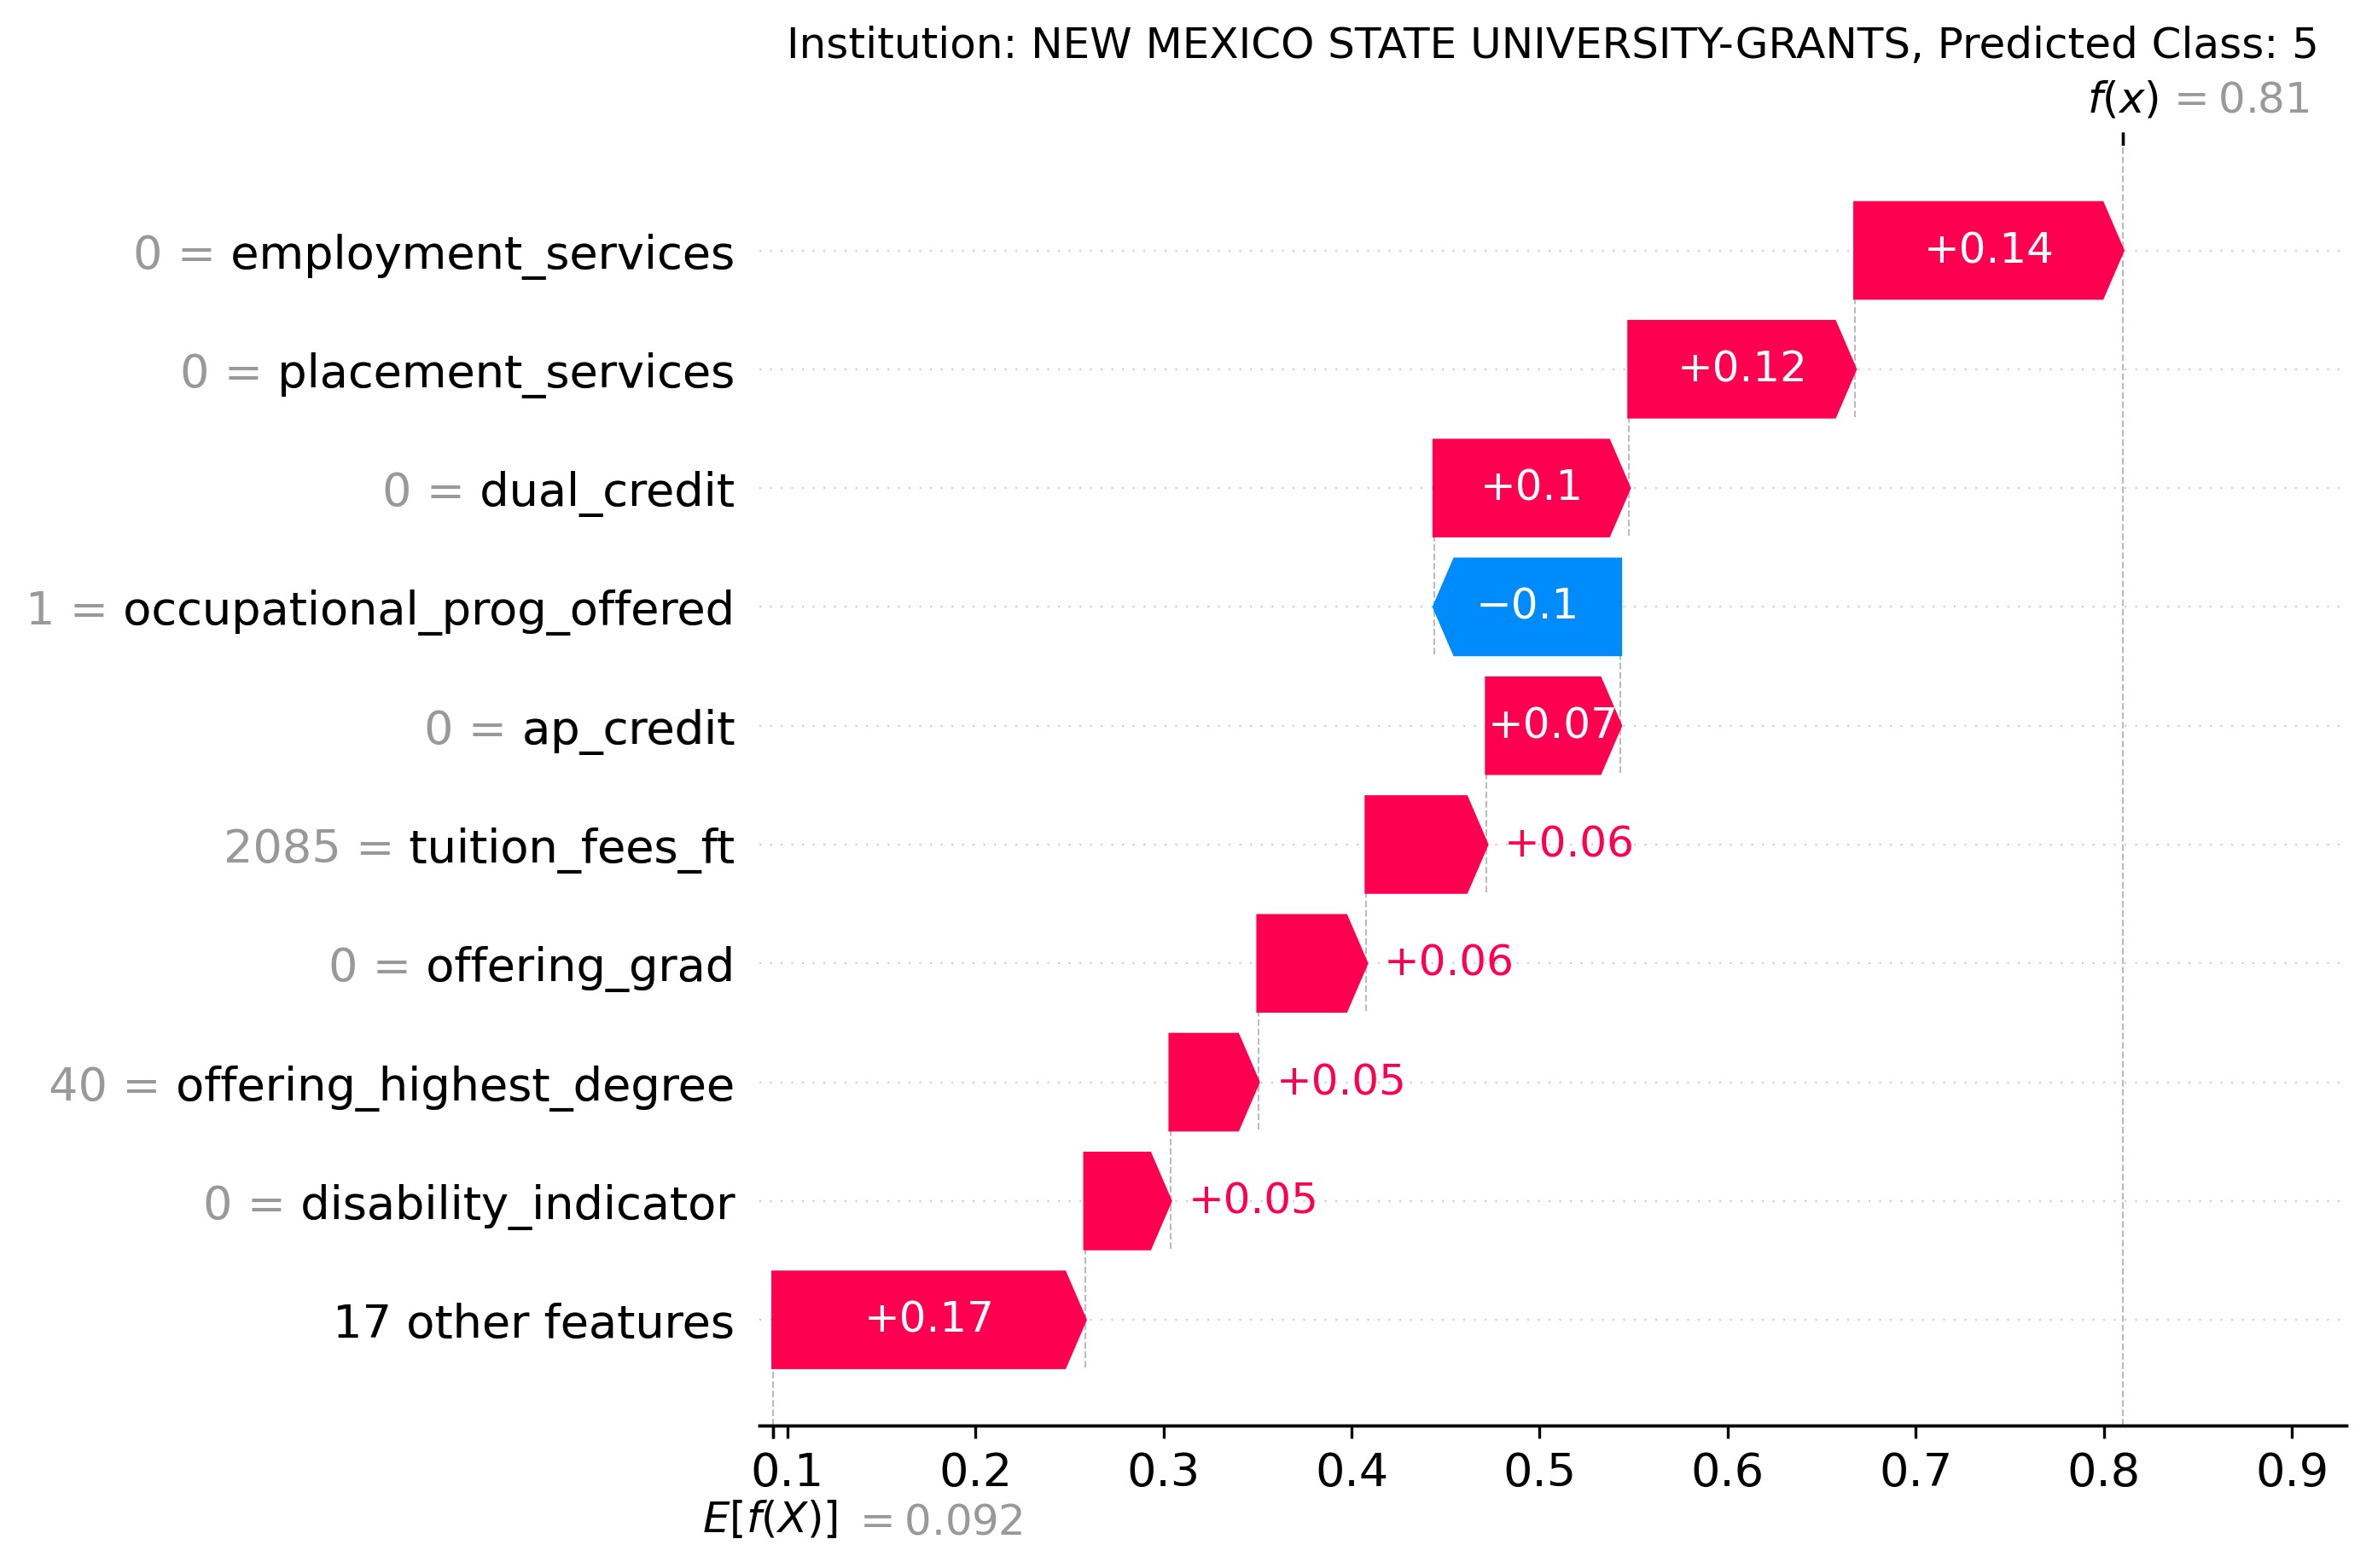 Institution: NEW MEXICO STATE UNIVERSITY-GRANTS, Predicted Class: 5
f(x) = 0.81
0 = employment_services +0.14
0 = placement_services +0.12
0 = dual_credit +0.1
1 = occupational_prog_offered −0.1
0 = ap_credit +0.07
2085 = tuition_fees_ft +0.06
0 = offering_grad +0.06
40 = offering_highest_degree +0.05
0 = disability_indicator +0.05
17 other features +0.17
0.1 0.2 0.3 0.4 0.5 0.6 0.7 0.8 0.9
E[f(X)] = 0.092